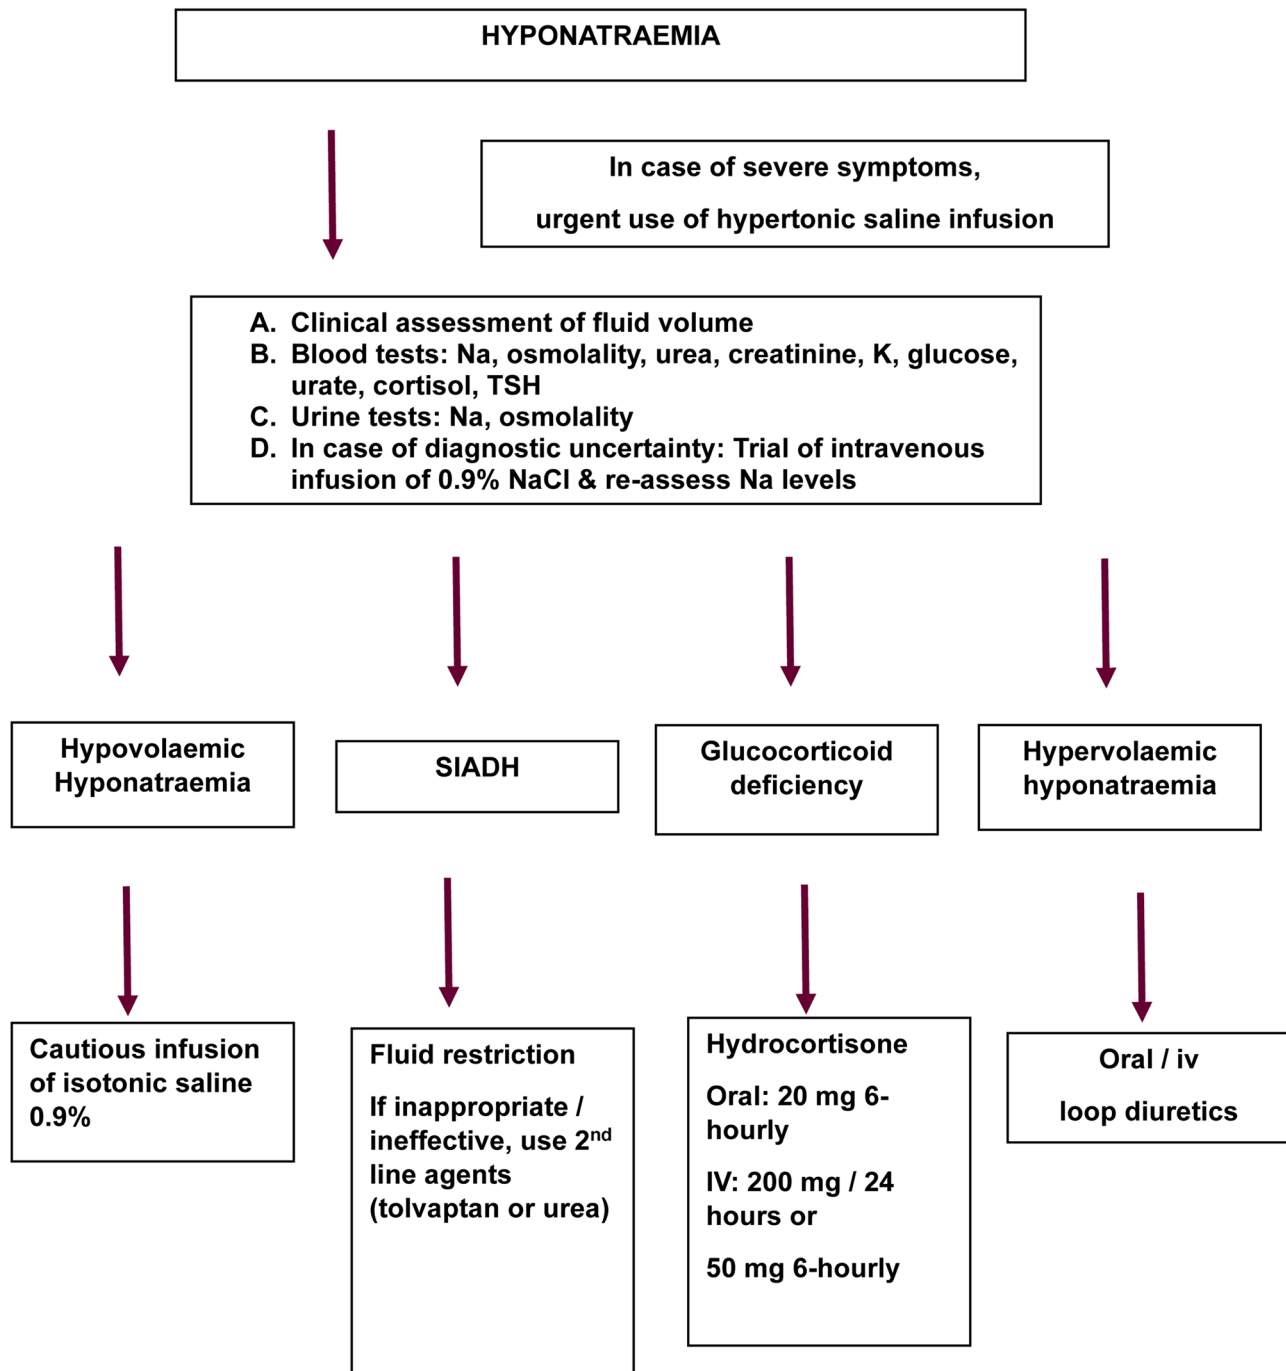 HYPONATRAEMIA
In case of severe symptoms,
urgent use of hypertonic saline infusion
A. Clinical assessment of fluid volume
B. Blood tests: Na, osmolality, urea, creatinine, K, glucose,
urate, cortisol, TSH
C. Urine tests: Na, osmolality
D. In case of diagnostic uncertainty: Trial of intravenous
infusion of 0.9% NaCl & re-assess Na levels
Hypovolaemic
Hyponatraemia
SIADH
Glucocorticoid
deficiency
Hypervolaemic
hyponatraemia
Cautious infusion
of isotonic saline
0.9%
Fluid restriction
If inappropriate /
ineffective, use 2nd
line agents
(tolvaptan or urea)
Hydrocortisone
Oral: 20 mg 6-
hourly
IV: 200 mg / 24
hours or
50 mg 6-hourly
Oral / iv
loop diuretics